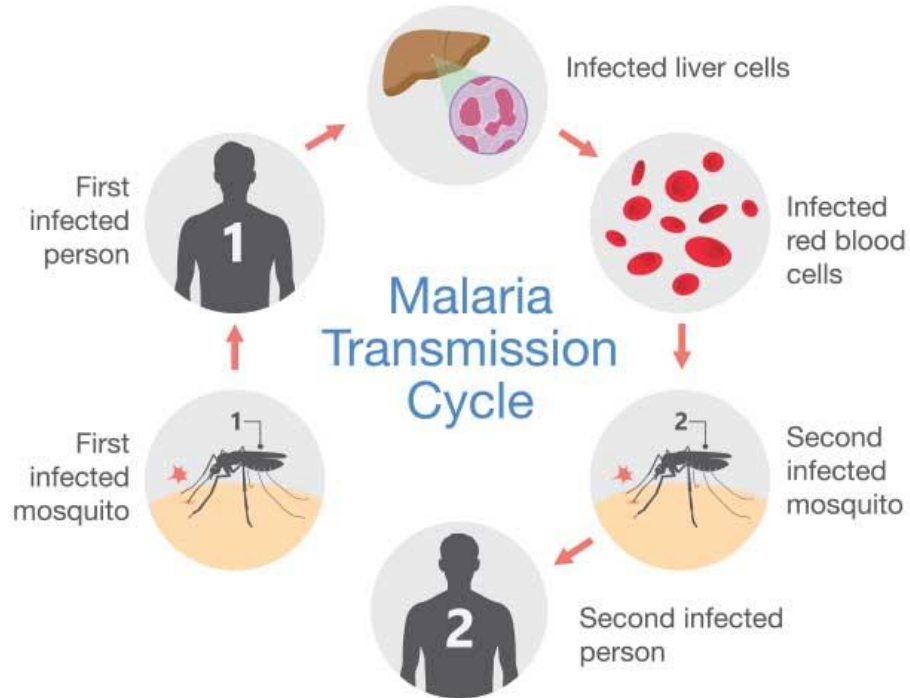 Malaria
Transmission
Cycle
First
infected
mosquito
1
First
infected
person
1
Infected liver cells
Infected
red blood
cells
Second
infected
mosquito
2
Second infected
person
2